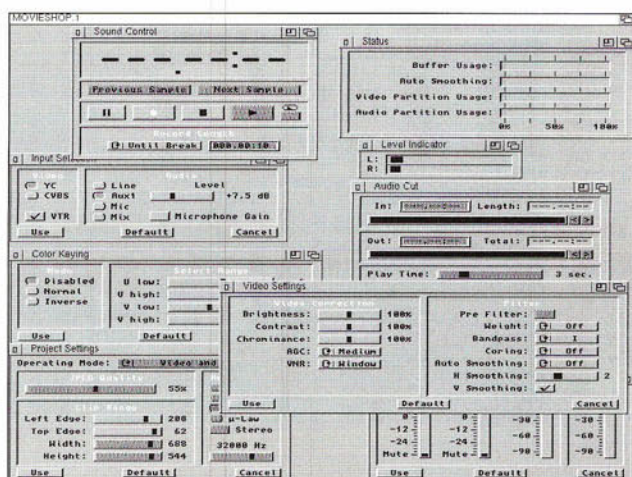 MOVIESHOP.1
Sound Control
Previous Sample
Next Sample
Record Length
Until Break
000.00:10
Status
Buffer Usage:
Auto Smoothing:
Video Partition Usage:
Audio Partition Usage:
0% 50% 100%
Level Indicator
L:
R:
Input Selection
Video
YC
CVBS
VTR
Audio
Line
Aux1
Mic
Mix
Level
+7.5 dB
Microphone Gain
Use Default Cancel
Audio Cut
In: Length:
Out: Total:
Play Time: 3 sec.
Color Keying
Mode
Disabled
Normal
Inverse
Select Range
U low:
U high:
V low:
V high:
Use Default
Video Settings
Video Correction
Brightness: 100%
Contrast: 100%
Chrominance: 100%
AGC: Medium
VNR: Window
Filter
Pre Filter:
Weight: Off
Bandpass: I
Coring: Off
Auto Smoothing: Off
H Smoothing: 2
V Smoothing:
Use Default Cancel
Project Settings
Operating Mode: Video and
JPEG Quality
55%
Clip Range
Left Edge: 208
Top Edge: 62
Width: 688
Height: 544
µ-Law
Stereo
32000 Hz
Use Default Cancel
0 0 -30 -30
-12 -12 -60 -60
-24 -24 -90 -90
Mute Mute
Use Default Cancel